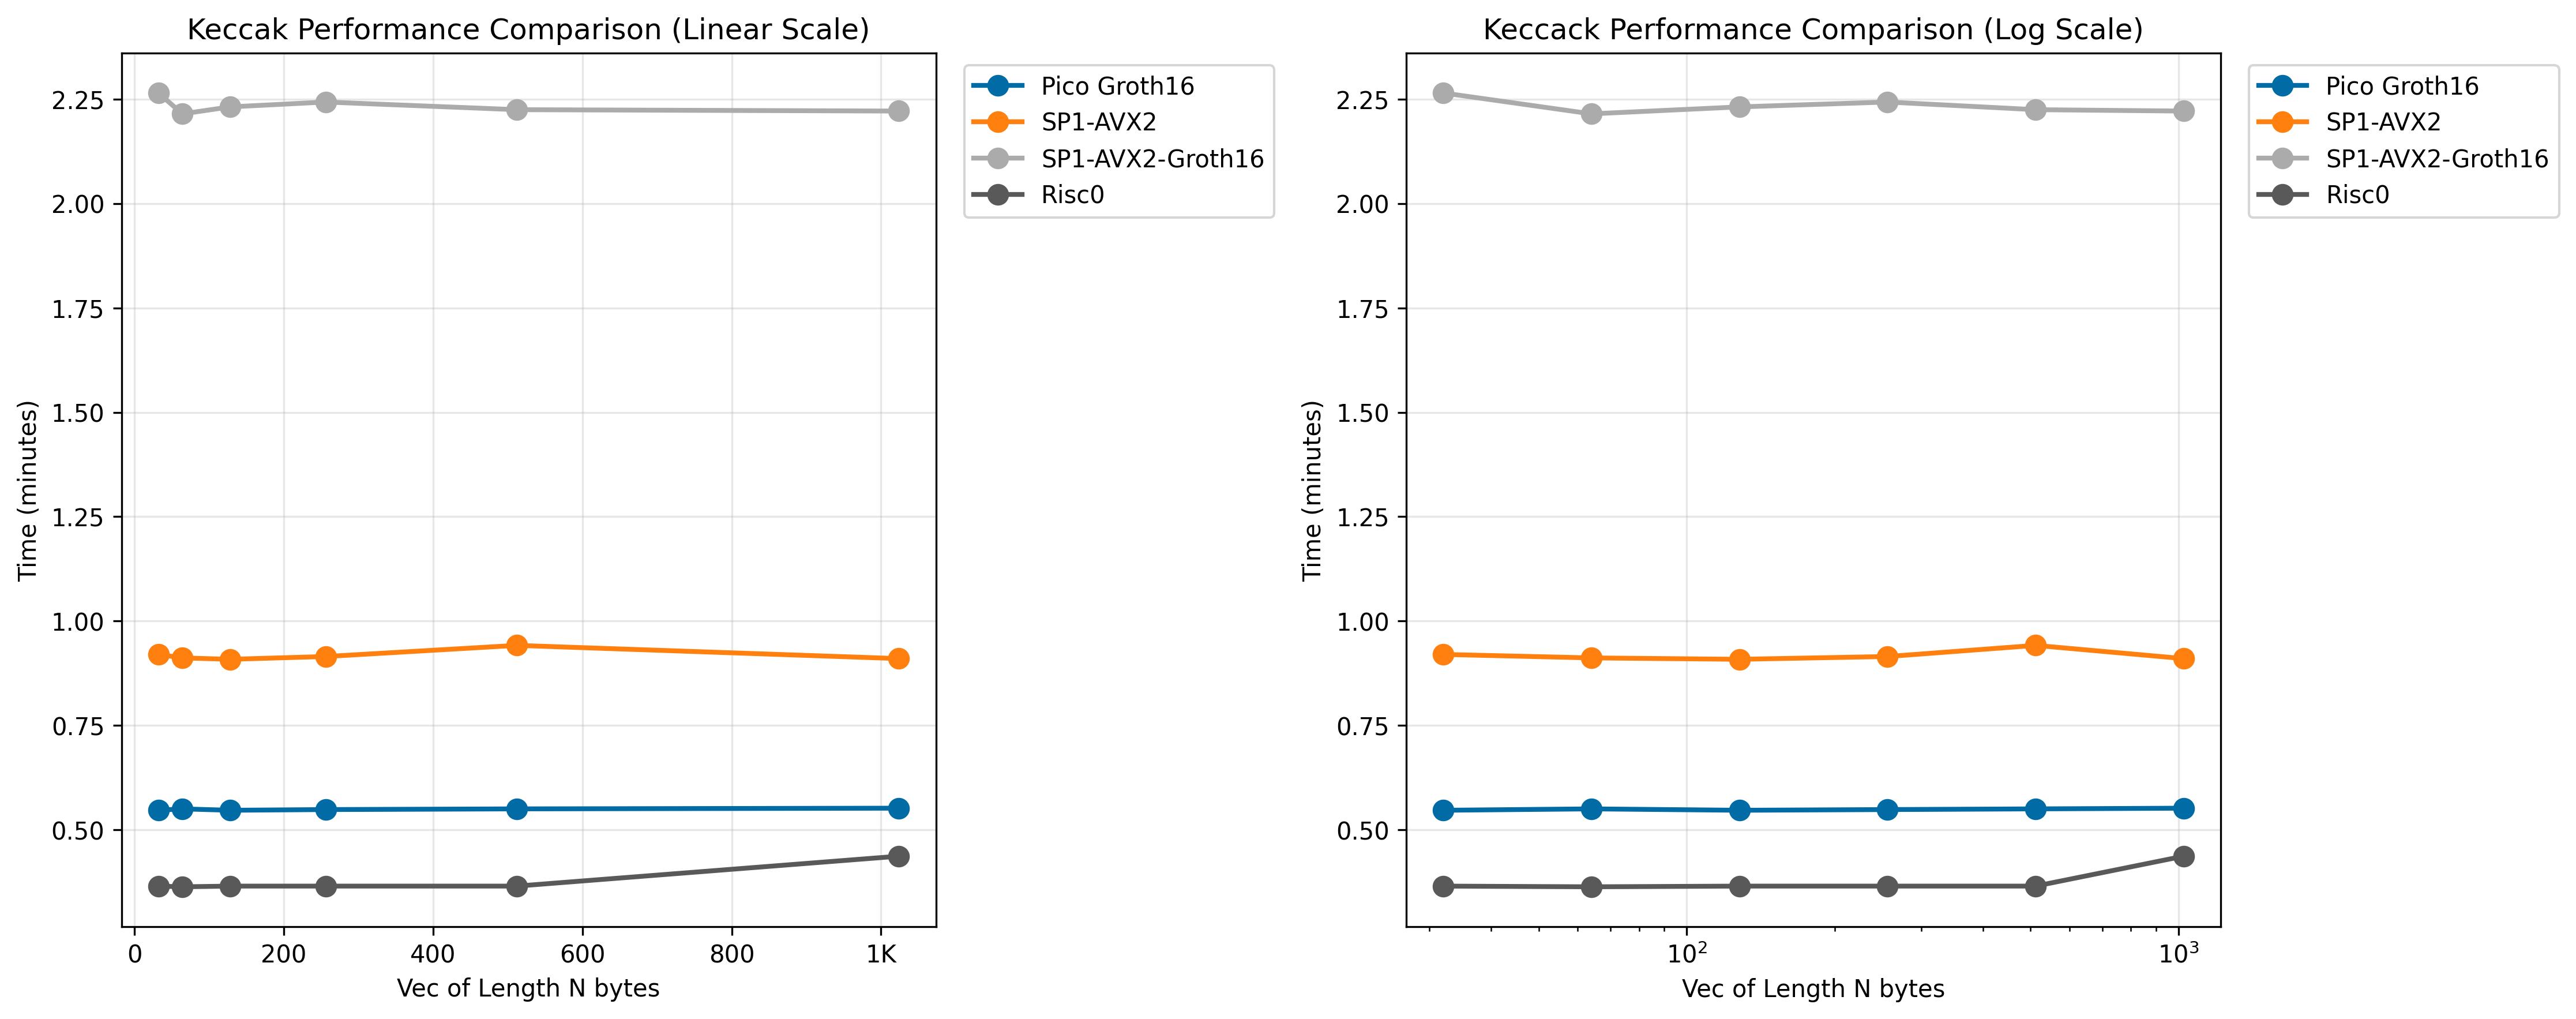 Keccak Performance Comparison (Linear Scale)
2.25
2.00
1.75
1.50
1.25
1.00
0.75
0.50
Time (minutes)
0 200 400 600 800 1K
Vec of Length N bytes
Pico Groth16
SP1-AVX2
SP1-AVX2-Groth16
Risc0
Keccack Performance Comparison (Log Scale)
2.25
2.00
1.75
1.50
1.25
1.00
0.75
0.50
Time (minutes)
10² 10³
Vec of Length N bytes
Pico Groth16
SP1-AVX2
SP1-AVX2-Groth16
Risc0